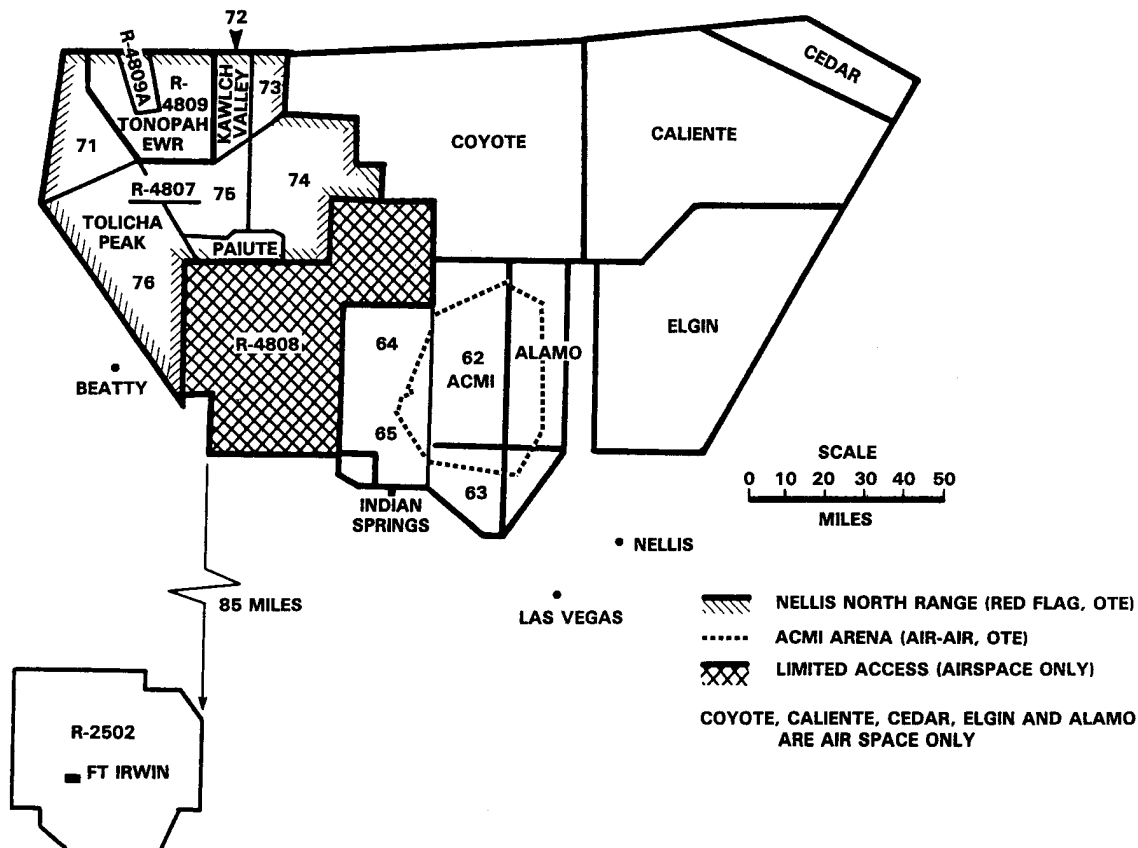 72
R-4809A
R-
4809
TONOPAH
EWR
KAWLCH
VALLEY
73
CEDAR
71
COYOTE
CALIENTE
R-4807
75
74
TOLICHA
PEAK
PAIUTE
76
ELGIN
R-4808
64
62
ACMI
ALAMO
BEATTY
65
63
INDIAN
SPRINGS
SCALE
0 10 20 30 40 50
MILES
NELLIS
LAS VEGAS
85 MILES
NELLIS NORTH RANGE (RED FLAG, OTE)
ACMI ARENA (AIR-AIR, OTE)
LIMITED ACCESS (AIRSPACE ONLY)
COYOTE, CALIENTE, CEDAR, ELGIN AND ALAMO
ARE AIR SPACE ONLY
R-2502
FT IRWIN